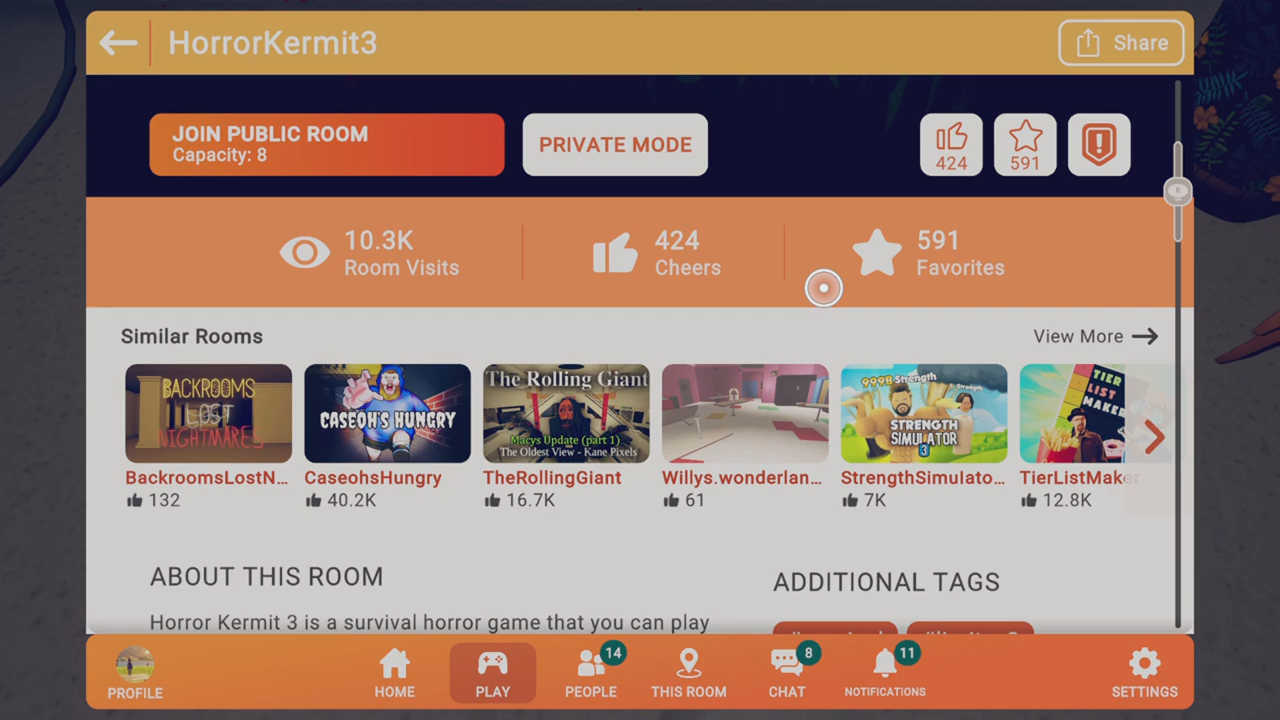 HorrorKermit3
Share
JOIN PUBLIC ROOM
Capacity: 8
PRIVATE MODE
424
591
10.3K
Room Visits
424
Cheers
591
Favorites
Similar Rooms
View More
BACKROOMS
LOST
NIGHTMARES
CASEOH'S HUNGRY
The Rolling Giant
Macys Update (part 1)
The Oldest View - Kane Pixels
999B Strength
Strength
STRENGTH
SIMULATOR
3
TIER
LIST
MAKER
BackroomsLostN...
CaseohsHungry
TheRollingGiant
Willys.wonderlan...
StrengthSimulato...
TierListMaker
132
40.2K
16.7K
61
7K
12.8K
ABOUT THIS ROOM
ADDITIONAL TAGS
Horror Kermit 3 is a survival horror game that you can play
PROFILE
HOME
PLAY
14
PEOPLE
THIS ROOM
8
CHAT
11
NOTIFICATIONS
SETTINGS